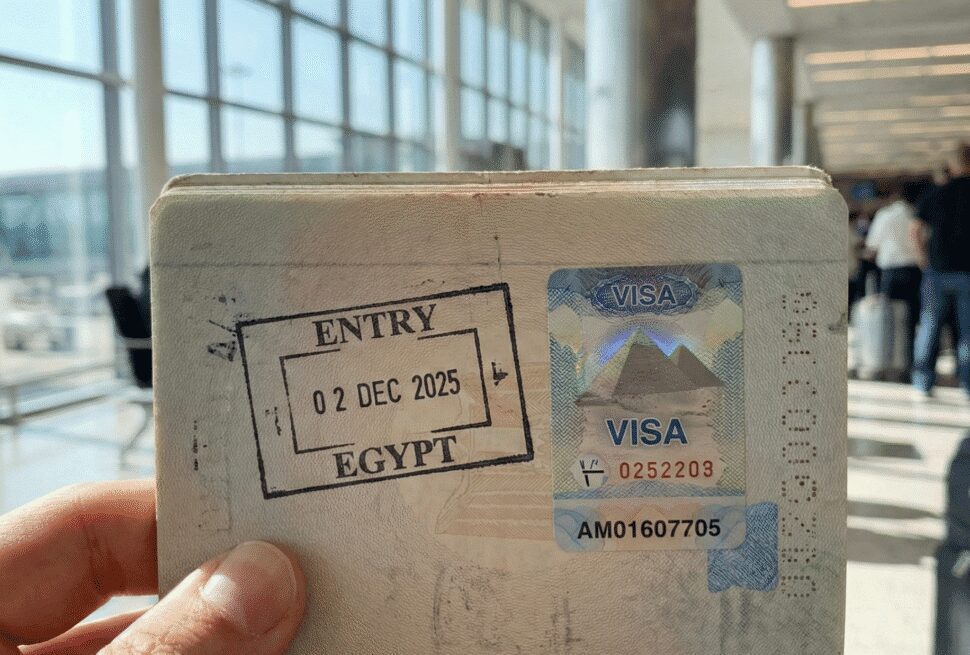 ENTRY
02 DEC 2025
EGYPT
VISA
VISA
0252203
AM01607705